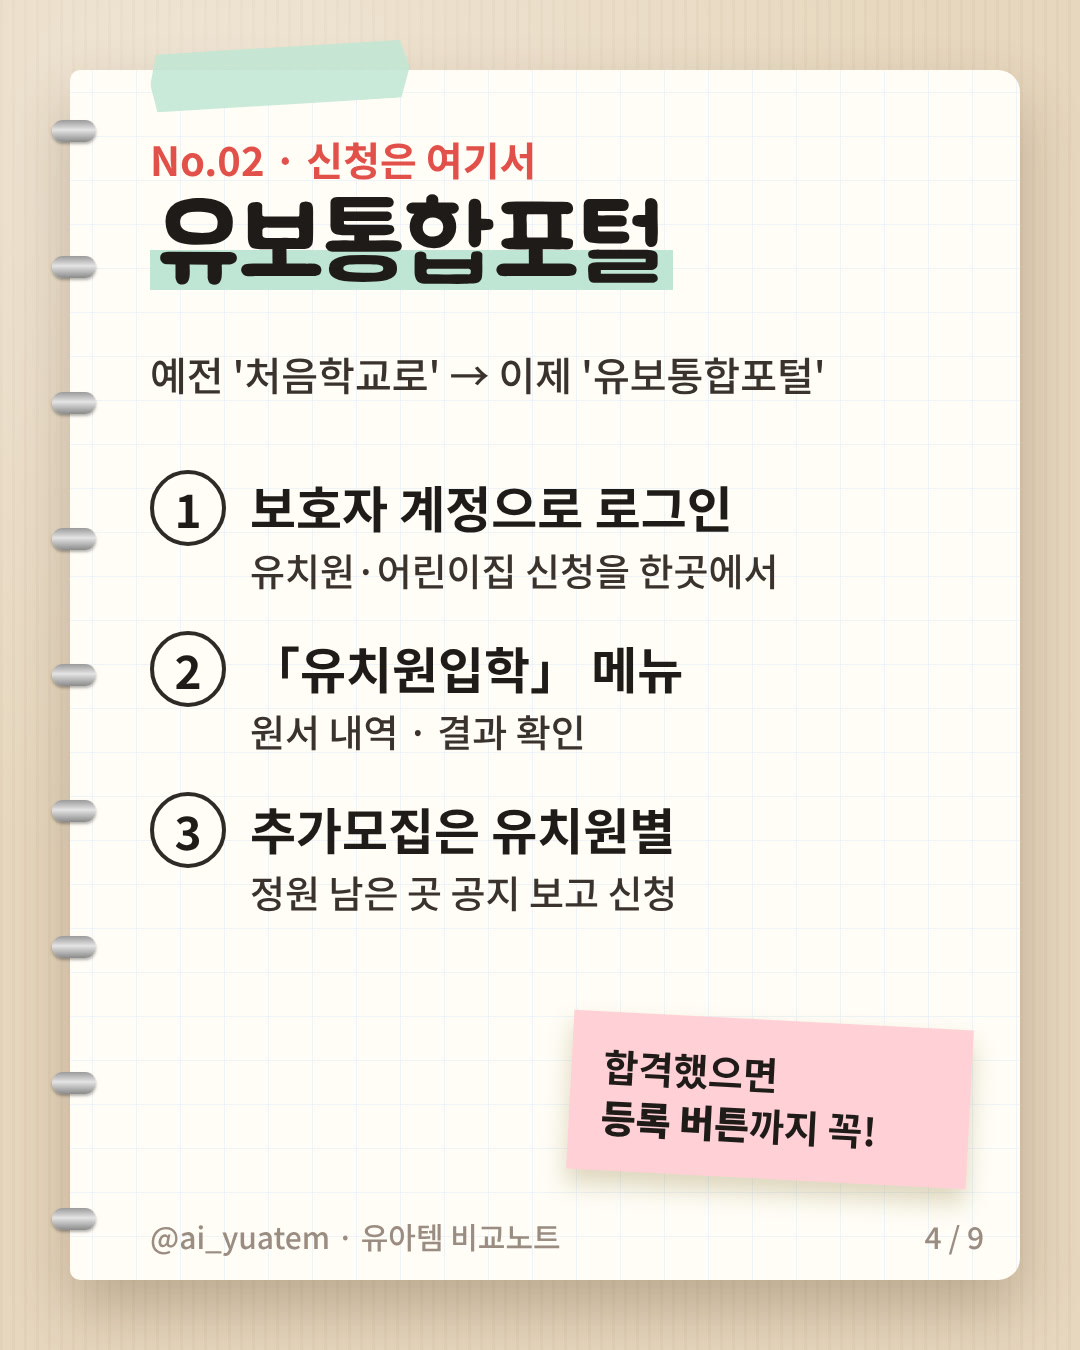 No.02 · 신청은 여기서
유보통합포털
예전 '처음학교로' → 이제 '유보통합포털'
1 보호자 계정으로 로그인
유치원·어린이집 신청을 한곳에서
2 「유치원입학」 메뉴
원서 내역 · 결과 확인
3 추가모집은 유치원별
정원 남은 곳 공지 보고 신청
합격했으면
등록 버튼까지 꼭!
@ai_yuatem · 유아템 비교노트
4 / 9